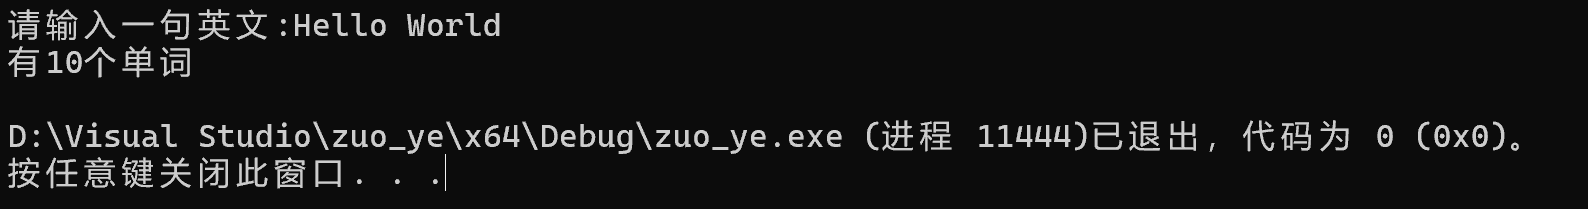 请输入一句英文:Hello World
有10个单词
D:\Visual Studio\zuo_ye\x64\Debug\zuo_ye.exe (进程 11444)已退出，代码为 0 (0x0)。
按任意键关闭此窗口. . .